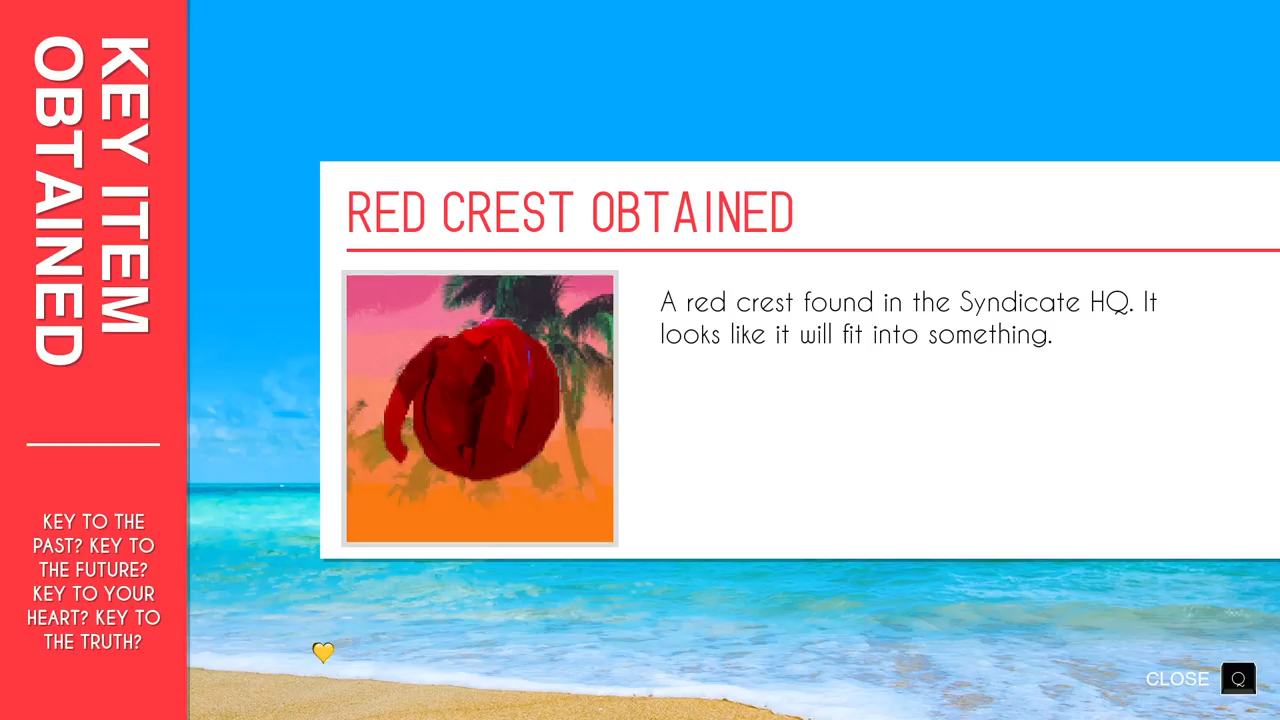 KEY ITEM
OBTAINED
KEY TO THE
PAST? KEY TO
THE FUTURE?
KEY TO YOUR
HEART? KEY TO
THE TRUTH?
RED CREST OBTAINED
A red crest found in the Syndicate HQ. It
looks like it will fit into something.
CLOSE Q